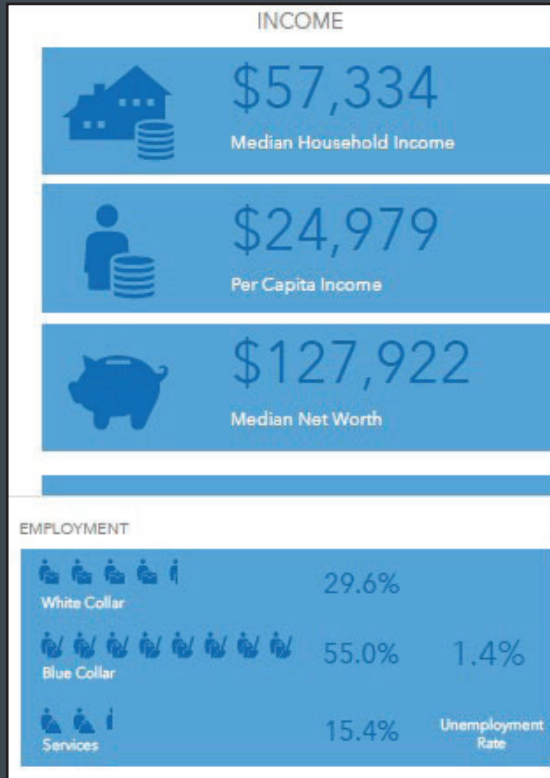 INCOME
$57,334
Median Household Income
$24,979
Per Capita Income
$127,922
Median Net Worth
EMPLOYMENT
29.6%
White Collar
55.0%
1.4%
Blue Collar
15.4%
Services
Unemployment
Rate